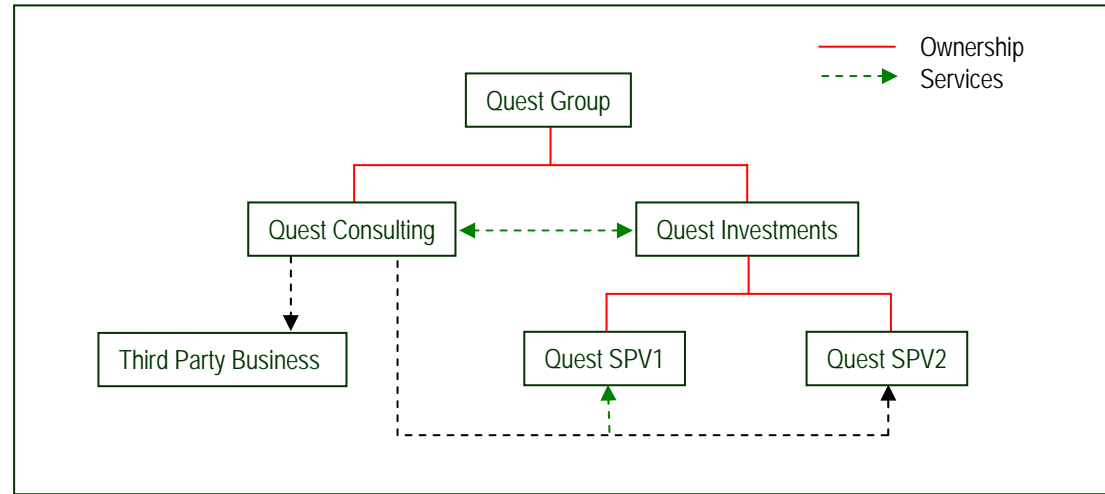 Ownership
Services
Quest Group
Quest Consulting
Quest Investments
Third Party Business
Quest SPV1
Quest SPV2